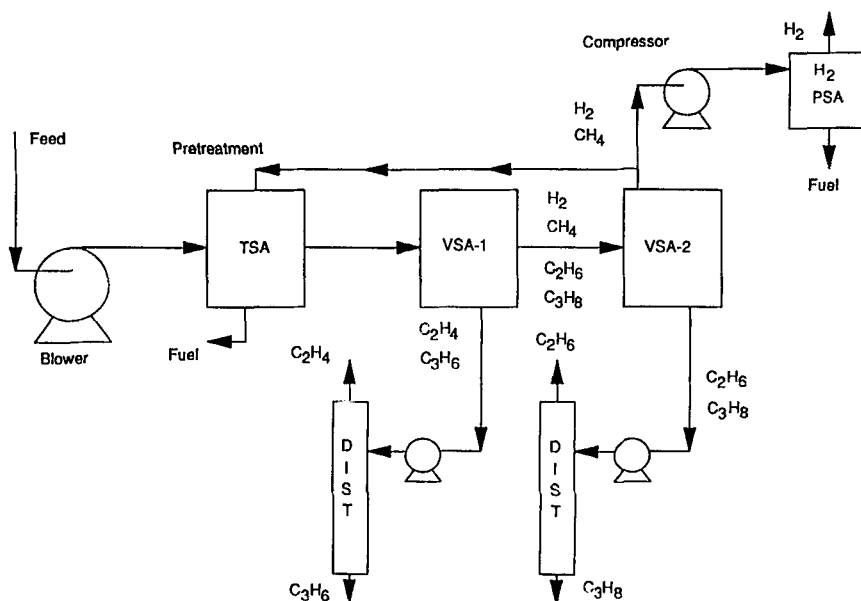 H2
Compressor
H2
PSA
Feed
H2
CH4
Pretreatment
Fuel
H2
CH4
TSA
VSA-1
VSA-2
C2H6
C3H8
Blower
Fuel
C2H4
C3H6
C2H4
C2H6
C2H6
C3H8
DIST
DIST
C3H6
C3H8